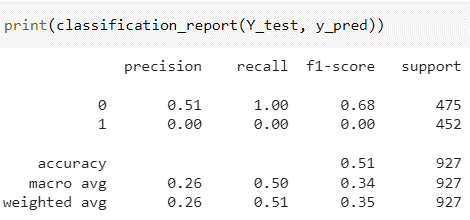 print(classification_report(Y_test, y_pred))
precision recall f1-score support
0 0.51 1.00 0.68 475
1 0.00 0.00 0.00 452
accuracy 0.51 927
macro avg 0.26 0.50 0.34 927
weighted avg 0.26 0.51 0.35 927